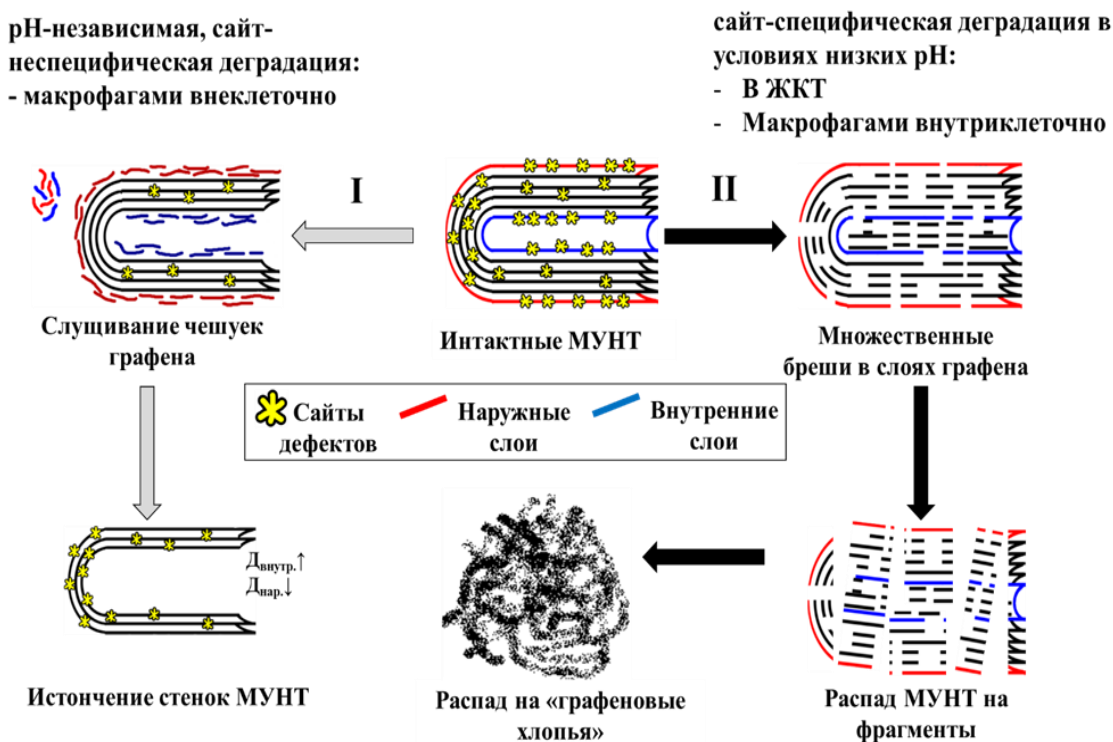 pH-независимая, сайт-
неспецифическая деградация:
- макрофагами внеклеточно
сайт-специфическая деградация в
условиях низких pH:
- В ЖКТ
- Макрофагами внутриклеточно
I
II
Слущивание чешуек
графена
Интактные МУНТ
Множественные
бреши в слоях графена
Сайты
дефектов
Наружные
слои
Внутренние
слои
Двнутр.↑
Днар.↓
Истончение стенок МУНТ
Распад на «графеновые
хлопья»
Распад МУНТ на
фрагменты